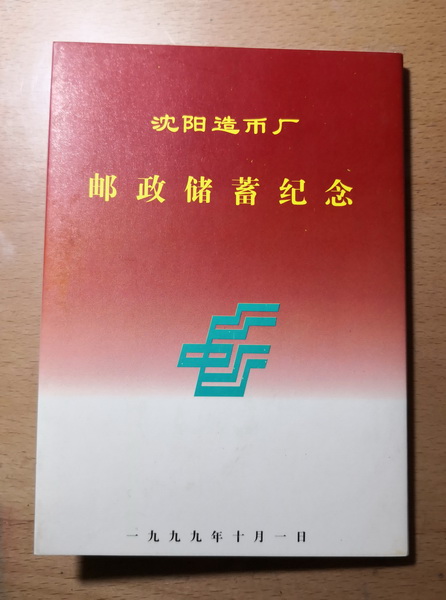 沈阳造币厂
邮政储蓄纪念
一九九九年十月一日